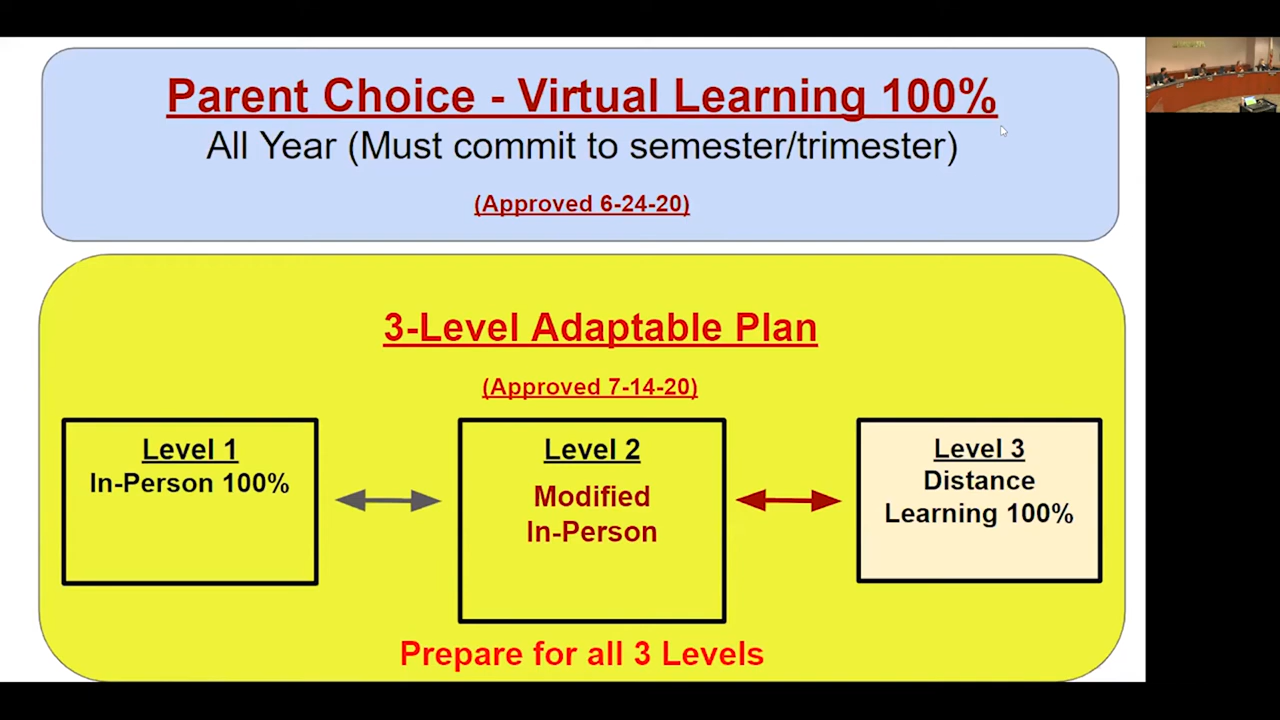 Parent Choice - Virtual Learning 100%
All Year (Must commit to semester/trimester)
(Approved 6-24-20)
3-Level Adaptable Plan
(Approved 7-14-20)
Level 1
In-Person 100%
Level 2
Modified
In-Person
Level 3
Distance
Learning 100%
Prepare for all 3 Levels